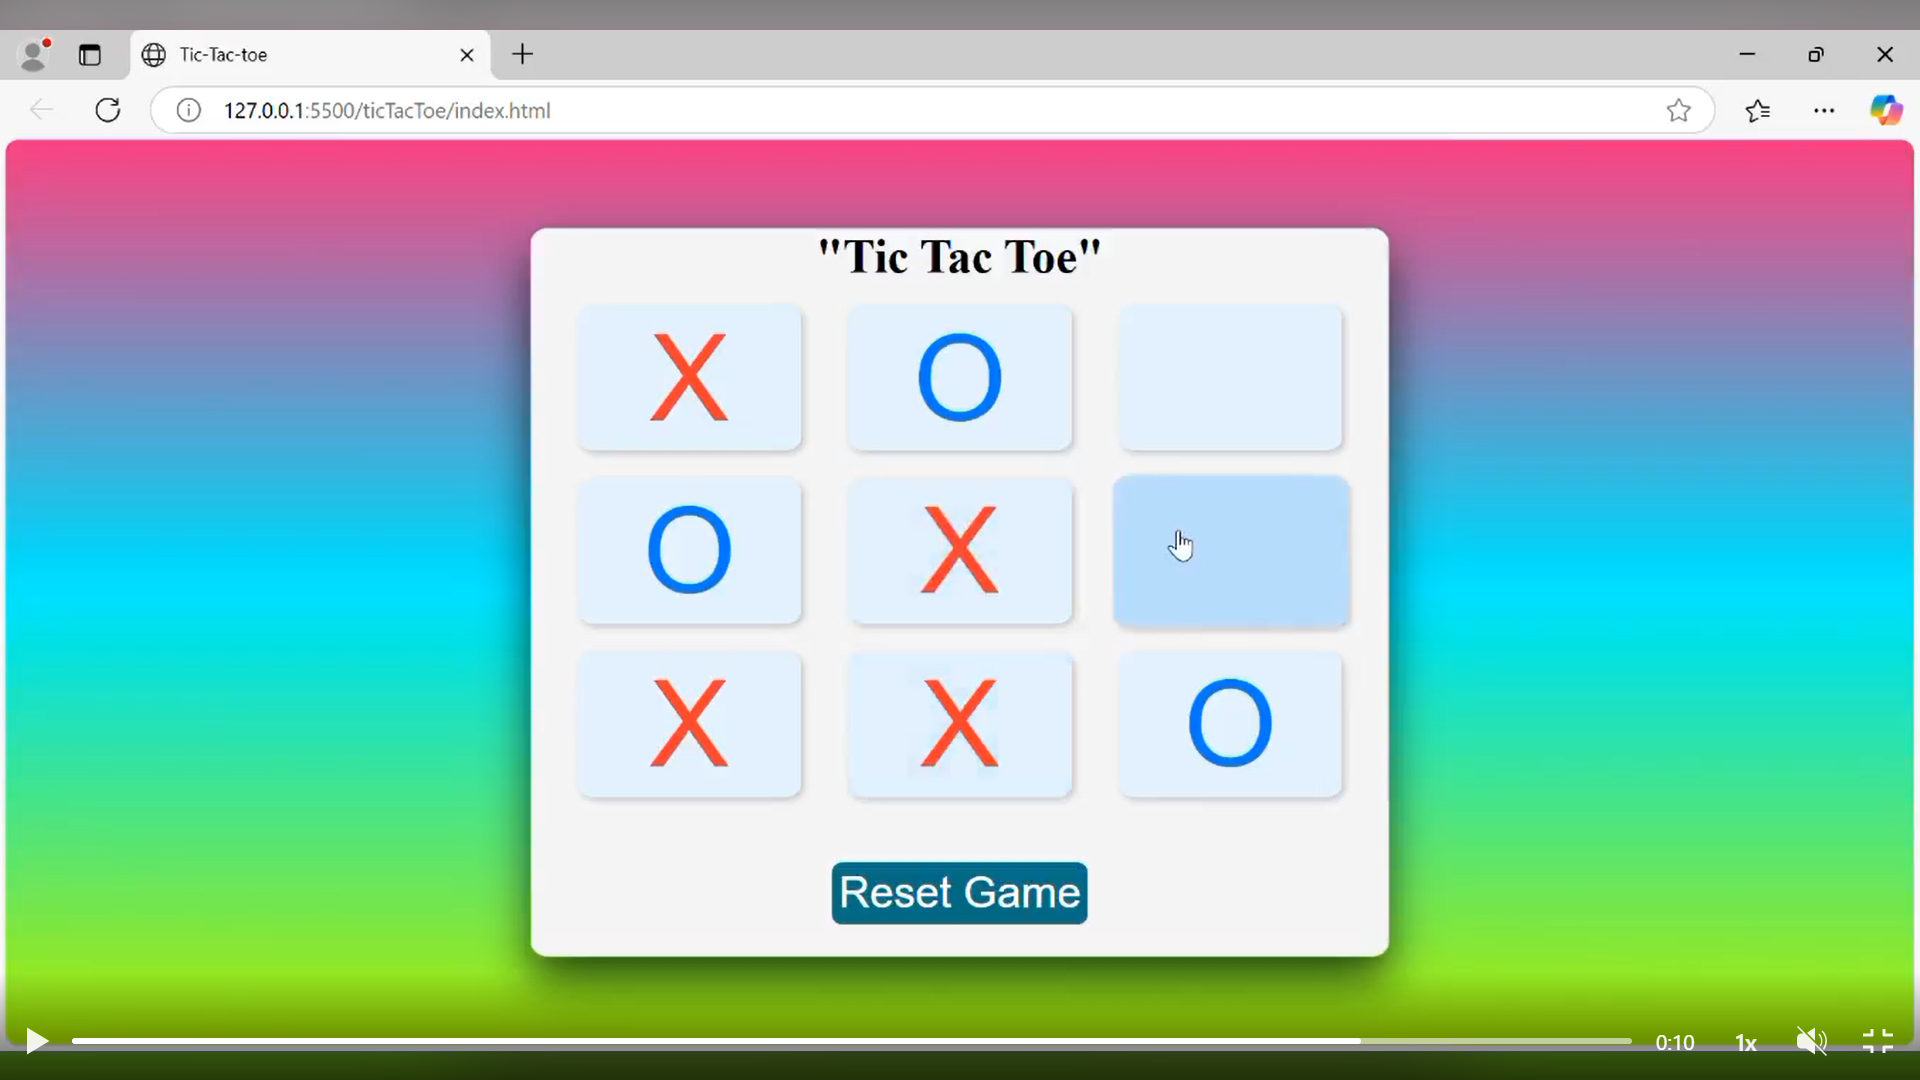 Tic-Tac-toe
127.0.0.1:5500/ticTacToe/index.html
"Tic Tac Toe"
X O
O X
X X O
Reset Game
0:10 1x